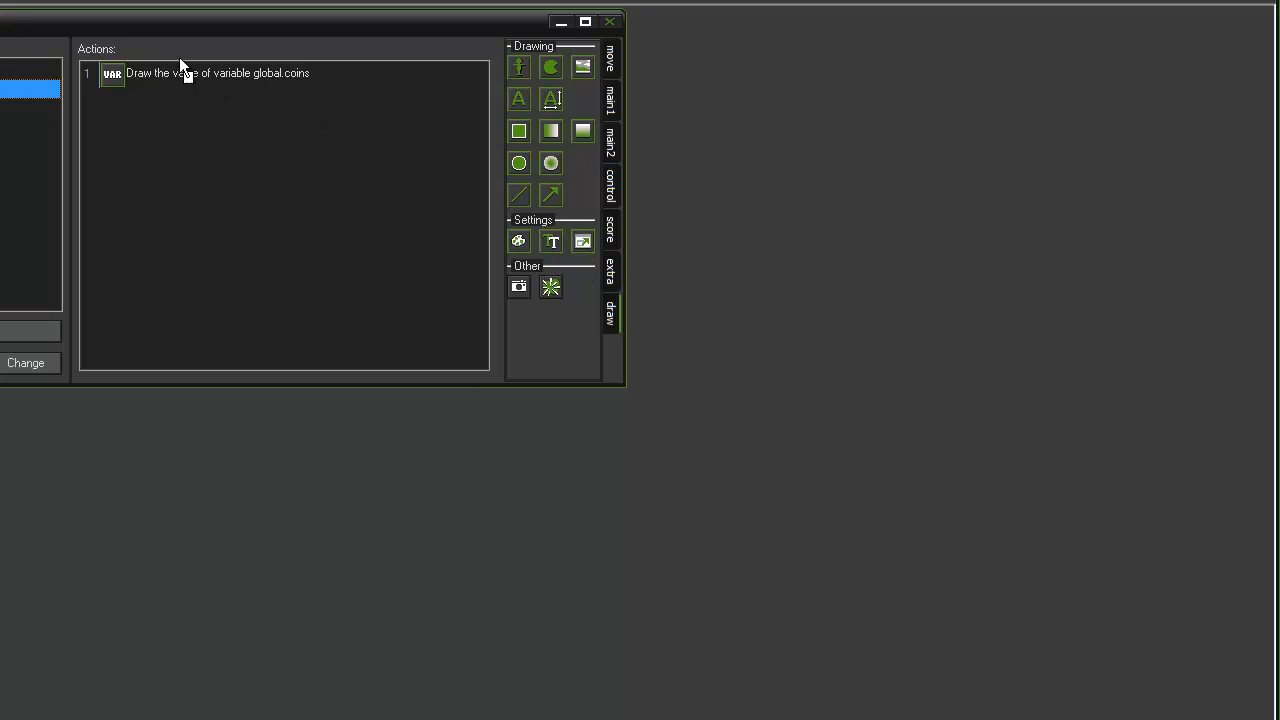 Actions:
1 VAR Draw the value of variable global.coins
Change
Drawing
A A
Settings
T
Other
move
main1
main2
control
score
extra
draw